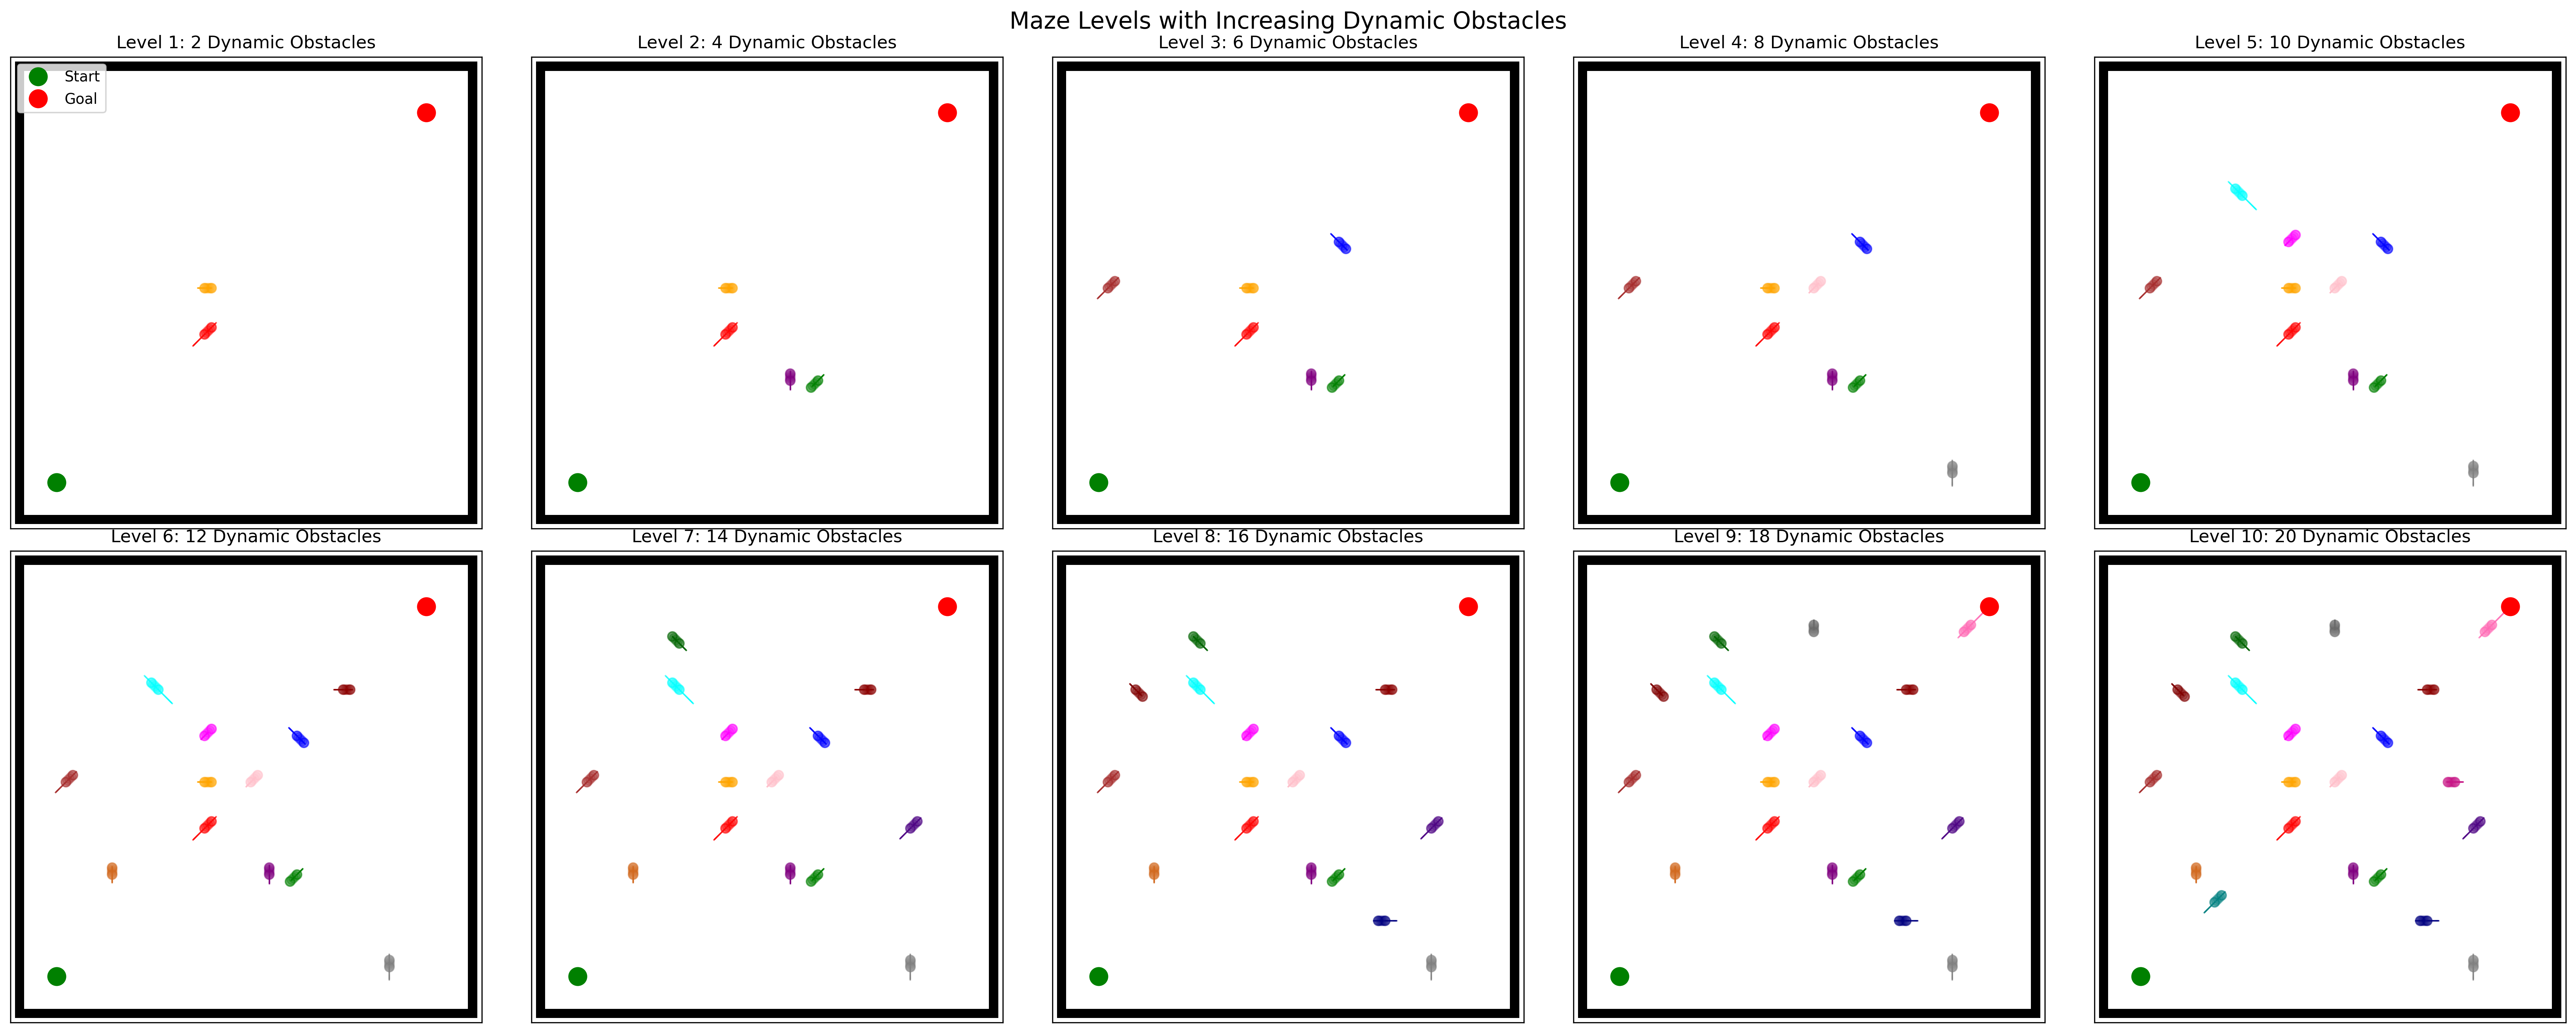 Maze Levels with Increasing Dynamic Obstacles
Level 1: 2 Dynamic Obstacles
Level 2: 4 Dynamic Obstacles
Level 3: 6 Dynamic Obstacles
Level 4: 8 Dynamic Obstacles
Level 5: 10 Dynamic Obstacles
Start
Goal
Level 6: 12 Dynamic Obstacles
Level 7: 14 Dynamic Obstacles
Level 8: 16 Dynamic Obstacles
Level 9: 18 Dynamic Obstacles
Level 10: 20 Dynamic Obstacles